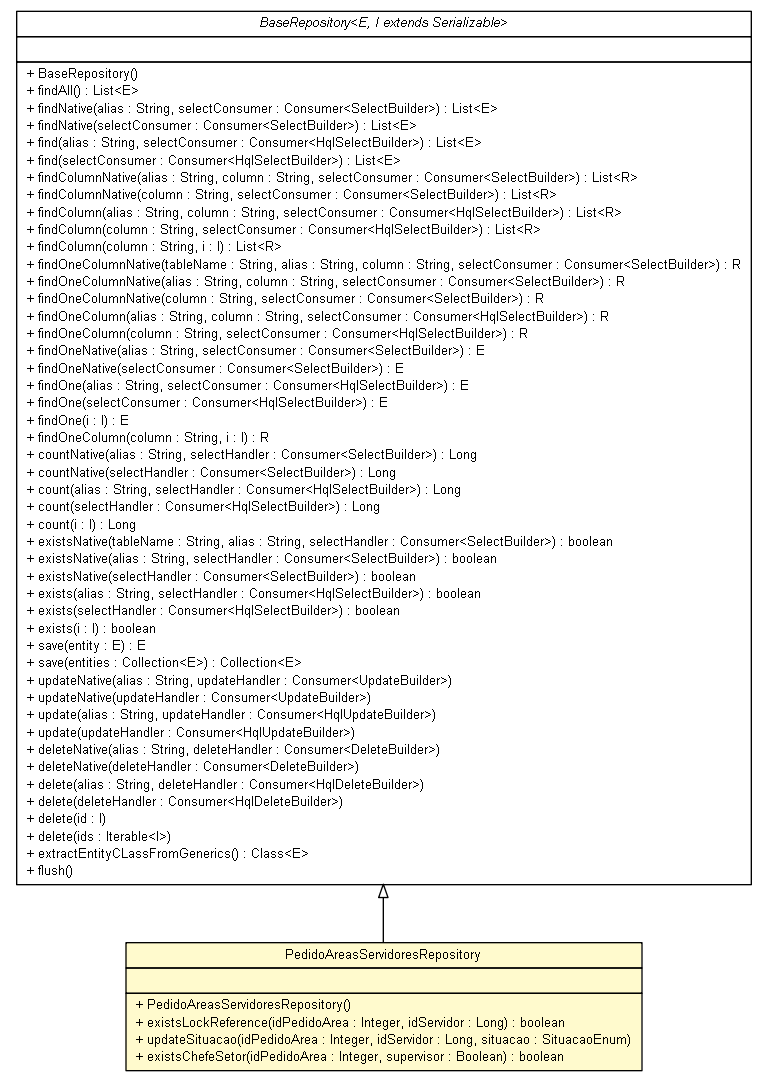 BaseRepository<E, I extends Serializable>
+ BaseRepository()
+ findAll() : List<E>
+ findNative(alias : String, selectConsumer : Consumer<SelectBuilder>) : List<E>
+ findNative(selectConsumer : Consumer<SelectBuilder>) : List<E>
+ find(alias : String, selectConsumer : Consumer<HqlSelectBuilder>) : List<E>
+ find(selectConsumer : Consumer<HqlSelectBuilder>) : List<E>
+ findColumnNative(alias : String, column : String, selectConsumer : Consumer<SelectBuilder>) : List<R>
+ findColumnNative(column : String, selectConsumer : Consumer<SelectBuilder>) : List<R>
+ findColumn(alias : String, column : String, selectConsumer : Consumer<HqlSelectBuilder>) : List<R>
+ findColumn(column : String, selectConsumer : Consumer<HqlSelectBuilder>) : List<R>
+ findColumn(column : String, i : I) : List<R>
+ findOneColumnNative(tableName : String, alias : String, column : String, selectConsumer : Consumer<SelectBuilder>) : R
+ findOneColumnNative(alias : String, column : String, selectConsumer : Consumer<SelectBuilder>) : R
+ findOneColumnNative(column : String, selectConsumer : Consumer<SelectBuilder>) : R
+ findOneColumn(alias : String, column : String, selectConsumer : Consumer<HqlSelectBuilder>) : R
+ findOneColumn(column : String, selectConsumer : Consumer<HqlSelectBuilder>) : R
+ findOneNative(alias : String, selectConsumer : Consumer<SelectBuilder>) : E
+ findOneNative(selectConsumer : Consumer<SelectBuilder>) : E
+ findOne(alias : String, selectConsumer : Consumer<HqlSelectBuilder>) : E
+ findOne(selectConsumer : Consumer<HqlSelectBuilder>) : E
+ findOne(i : I) : E
+ findOneColumn(column : String, i : I) : R
+ countNative(alias : String, selectHandler : Consumer<SelectBuilder>) : Long
+ countNative(selectHandler : Consumer<SelectBuilder>) : Long
+ count(alias : String, selectHandler : Consumer<HqlSelectBuilder>) : Long
+ count(selectHandler : Consumer<HqlSelectBuilder>) : Long
+ count(i : I) : Long
+ existsNative(tableName : String, alias : String, selectHandler : Consumer<SelectBuilder>) : boolean
+ existsNative(alias : String, selectHandler : Consumer<SelectBuilder>) : boolean
+ existsNative(selectHandler : Consumer<SelectBuilder>) : boolean
+ exists(alias : String, selectHandler : Consumer<HqlSelectBuilder>) : boolean
+ exists(selectHandler : Consumer<HqlSelectBuilder>) : boolean
+ exists(i : I) : boolean
+ save(entity : E) : E
+ save(entities : Collection<E>) : Collection<E>
+ updateNative(alias : String, updateHandler : Consumer<UpdateBuilder>)
+ updateNative(updateHandler : Consumer<UpdateBuilder>)
+ update(alias : String, updateHandler : Consumer<HqlUpdateBuilder>)
+ update(updateHandler : Consumer<HqlUpdateBuilder>)
+ deleteNative(alias : String, deleteHandler : Consumer<DeleteBuilder>)
+ deleteNative(deleteHandler : Consumer<DeleteBuilder>)
+ delete(alias : String, deleteHandler : Consumer<HqlDeleteBuilder>)
+ delete(deleteHandler : Consumer<HqlDeleteBuilder>)
+ delete(id : I)
+ delete(ids : Iterable<I>)
+ extractEntityCLassFromGenerics() : Class<E>
+ flush()
PedidoAreasServidoresRepository
+ PedidoAreasServidoresRepository()
+ existsLockReference(idPedidoArea : Integer, idServidor : Long) : boolean
+ updateSituacao(idPedidoArea : Integer, idServidor : Long, situacao : SituacaoEnum)
+ existsChefeSetor(idPedidoArea : Integer, supervisor : Boolean) : boolean